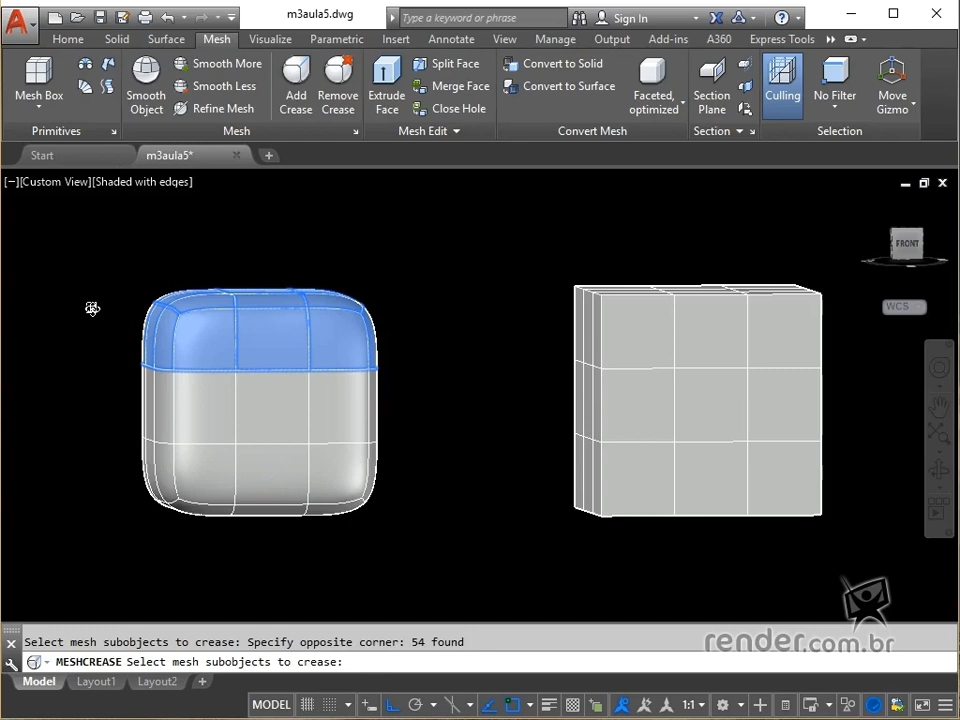 m3aula5.dwg
Type a keyword or phrase
Sign In
Home Solid Surface Mesh Visualize Parametric Insert Annotate View Manage Output Add-ins A360 Express Tools
Mesh Box
Smooth Object
Smooth More
Smooth Less
Refine Mesh
Add Crease
Remove Crease
Extrude Face
Split Face
Merge Face
Close Hole
Convert to Solid
Convert to Surface
Faceted, optimized
Section Plane
Culling
No Filter
Move Gizmo
Primitives Mesh Mesh Edit Convert Mesh Section Selection
Start m3aula5*
[−][Custom View][Shaded with edges]
FRONT
WCS
render.com.br
Select mesh subobjects to crease: Specify opposite corner: 54 found
MESHCREASE Select mesh subobjects to crease:
Model Layout1 Layout2
MODEL 1:1